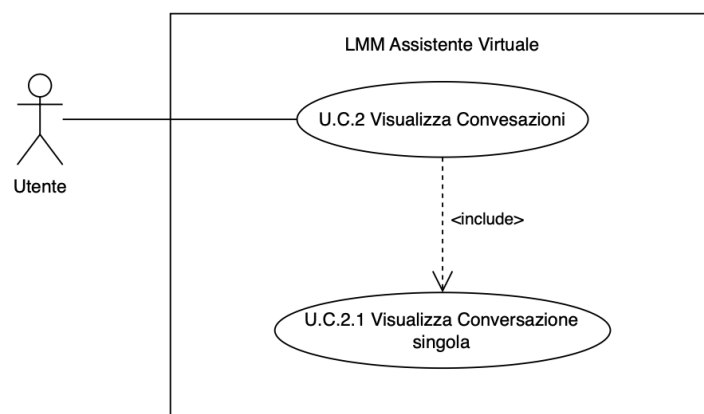 LMM Assistente Virtuale
U.C.2 Visualizza Convesazioni
Utente
<include>
U.C.2.1 Visualizza Conversazione
singola